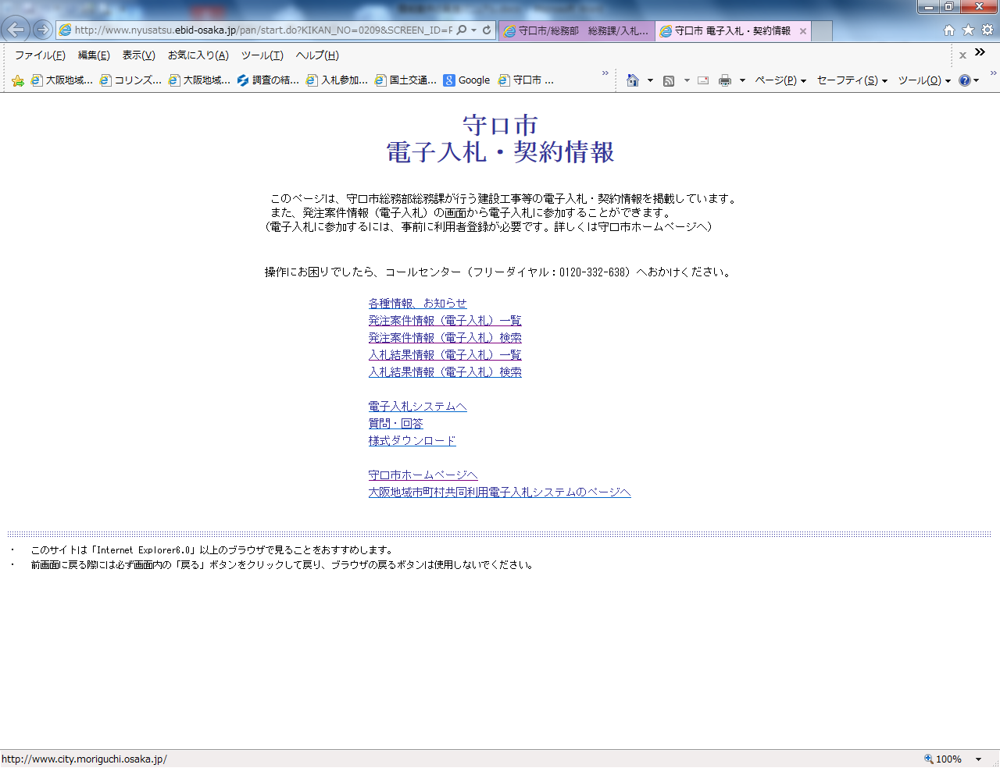 http://www.nyusatsu.ebid-osaka.jp/pan/start.do?KIKAN_NO=0209&SCREEN_ID=P
守口市/総務部 総務課/入札...
守口市 電子入札・契約情報
ファイル(F) 編集(E) 表示(V) お気に入り(A) ツール(T) ヘルプ(H)
大阪地域... コリンズ... 大阪地域... 調査の結... 入札参加... 国土交通... Google 守口市 ... ページ(P) セーフティ(S) ツール(O)
守口市
電子入札・契約情報
このページは、守口市総務部総務課が行う建設工事等の電子入札・契約情報を掲載しています。
また、発注案件情報（電子入札）の画面から電子入札に参加することができます。
（電子入札に参加するには、事前に利用者登録が必要です。詳しくは守口市ホームページへ）
操作にお困りでしたら、コールセンター（フリーダイヤル：0120-332-638）へおかけください。
各種情報、お知らせ
発注案件情報（電子入札）一覧
発注案件情報（電子入札）検索
入札結果情報（電子入札）一覧
入札結果情報（電子入札）検索
電子入札システムへ
質問・回答
様式ダウンロード
守口市ホームページへ
大阪地域市町村共同利用電子入札システムのページへ
・ このサイトは「Internet Explorer6.0」以上のブラウザで見ることをおすすめします。
・ 前画面に戻る際には必ず画面内の「戻る」ボタンをクリックして戻り、ブラウザの戻るボタンは使用しないでください。
http://www.city.moriguchi.osaka.jp/
100%